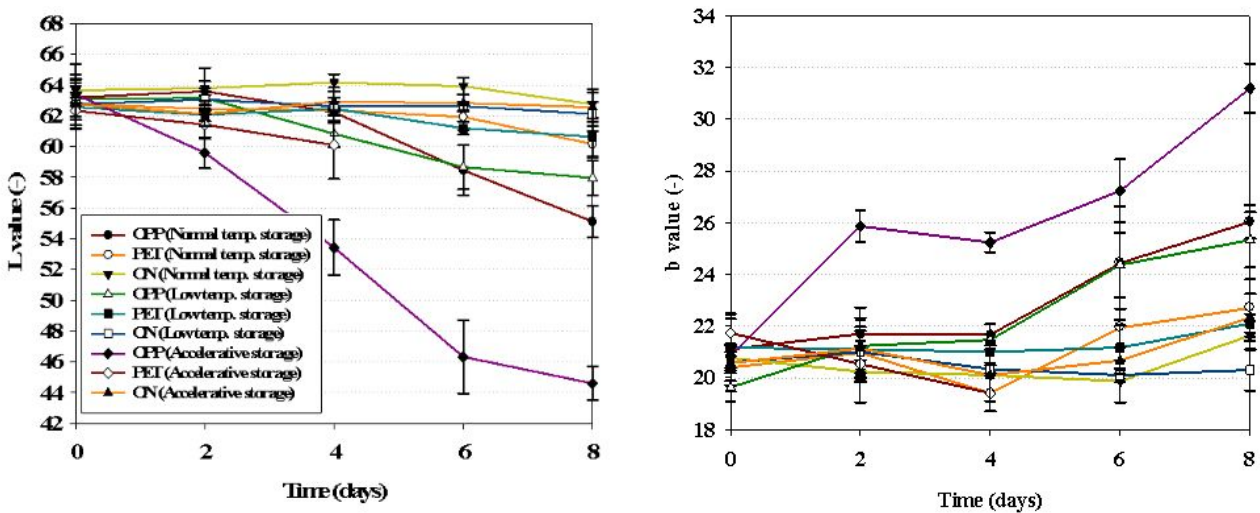 68
66
64
62
60
58
56
54
52
50
48
46
44
42
L value (-)
OPP (Normal temp. storage)
PET (Normal temp. storage)
ON (Normal temp. storage)
OPP (Low temp. storage)
PET (Low temp. storage)
ON (Low temp. storage)
OPP (Accelerative storage)
PET (Accelerative storage)
ON (Accelerative storage)
0 2 4 6 8
Time (days)
34
32
30
28
26
24
22
20
18
b value (-)
0 2 4 6 8
Time (days)